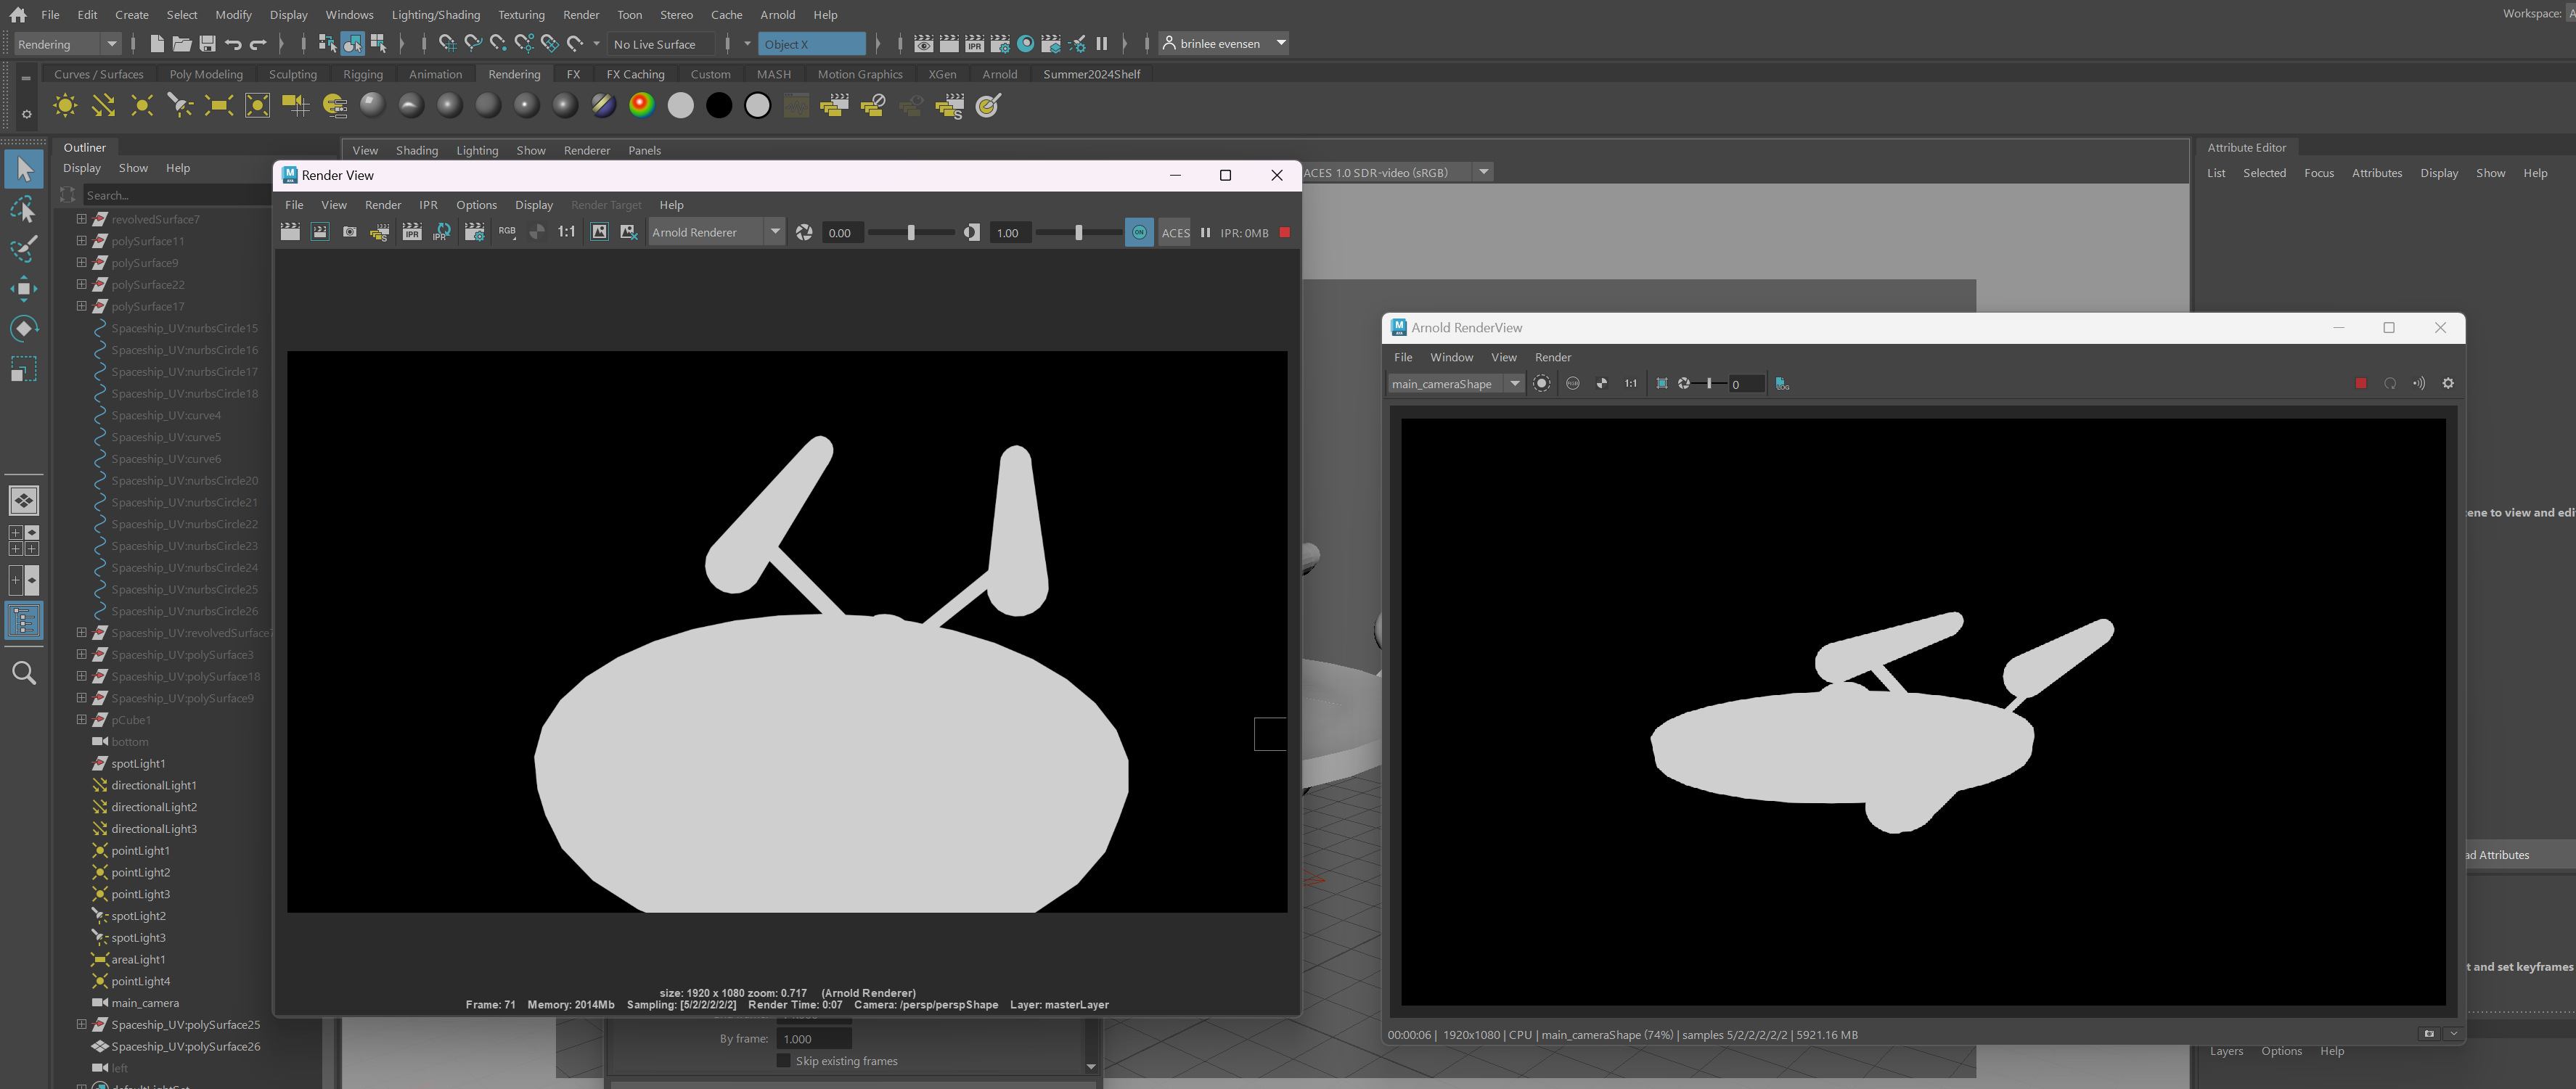 File Edit Create Select Modify Display Windows Lighting/Shading Texturing Render Toon Stereo Cache Arnold Help
Workspace:
Rendering
No Live Surface
Object X
IPR
brinlee evensen
Curves / Surfaces Poly Modeling Sculpting Rigging Animation Rendering FX FX Caching Custom MASH Motion Graphics XGen Arnold Summer2024Shelf
Outliner
Display Show Help
Search...
revolvedSurface7
polySurface11
polySurface9
polySurface22
polySurface17
Spaceship_UV:nurbsCircle15
Spaceship_UV:nurbsCircle16
Spaceship_UV:nurbsCircle17
Spaceship_UV:nurbsCircle18
Spaceship_UV:curve4
Spaceship_UV:curve5
Spaceship_UV:curve6
Spaceship_UV:nurbsCircle20
Spaceship_UV:nurbsCircle21
Spaceship_UV:nurbsCircle22
Spaceship_UV:nurbsCircle23
Spaceship_UV:nurbsCircle24
Spaceship_UV:nurbsCircle25
Spaceship_UV:nurbsCircle26
Spaceship_UV:revolvedSurface
Spaceship_UV:polySurface3
Spaceship_UV:polySurface18
Spaceship_UV:polySurface9
pCube1
bottom
spotLight1
directionalLight1
directionalLight2
directionalLight3
pointLight1
pointLight2
pointLight3
spotLight2
spotLight3
areaLight1
pointLight4
main_camera
Spaceship_UV:polySurface25
Spaceship_UV:polySurface26
left
View Shading Lighting Show Renderer Panels
ACES 1.0 SDR-video (sRGB)
Render View
File View Render IPR Options Display Render Target Help
IPR IPR RGB 1:1 Arnold Renderer 0.00 1.00 ON ACES IPR: 0MB
size: 1920 x 1080 zoom: 0.717 (Arnold Renderer)
Frame: 71 Memory: 2014Mb Sampling: [5/2/2/2/2/2] Render Time: 0:07 Camera: /persp/perspShape Layer: masterLayer
By frame: 1.000
Skip existing frames
Arnold RenderView
File Window View Render
main_cameraShape 1:1 0
00:00:06 | 1920x1080 | CPU | main_cameraShape (74%) | samples 5/2/2/2/2/2 | 5921.16 MB
Attribute Editor
List Selected Focus Attributes Display Show Help
ene to view and edi
ad Attributes
t and set keyframes
Layers Options Help